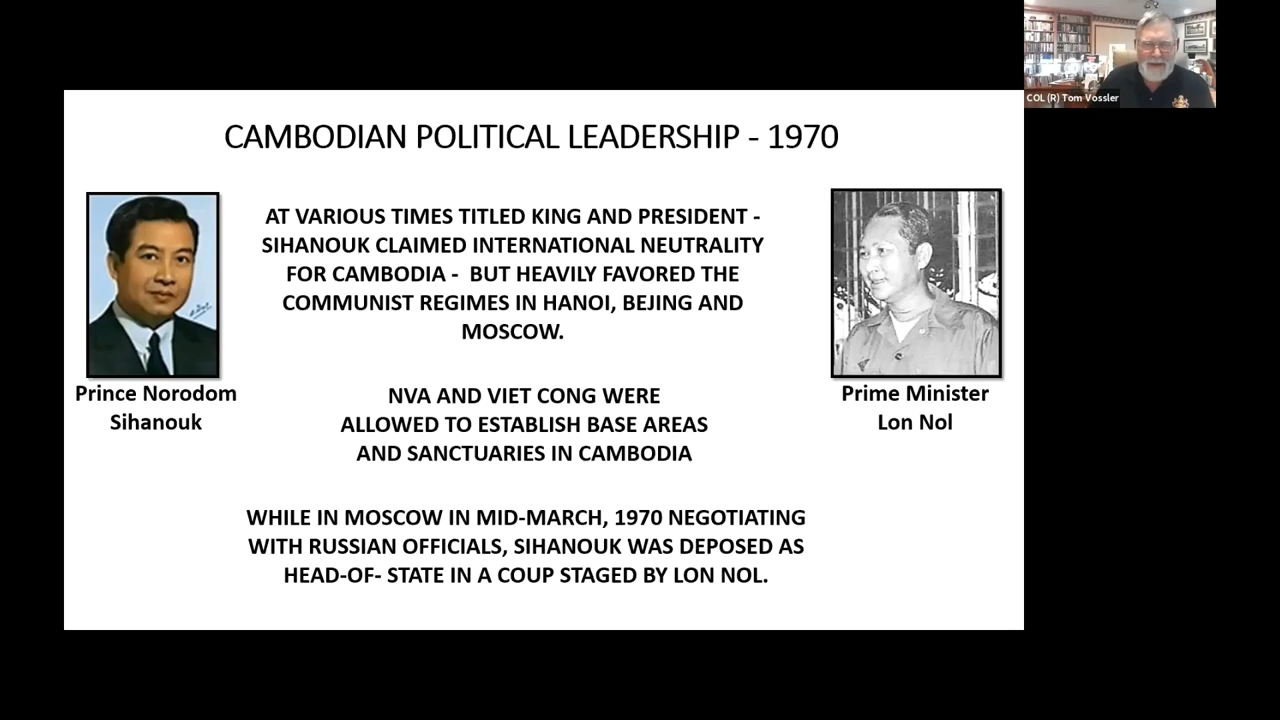 COL (R) Tom Vossler
CAMBODIAN POLITICAL LEADERSHIP - 1970
AT VARIOUS TIMES TITLED KING AND PRESIDENT -
SIHANOUK CLAIMED INTERNATIONAL NEUTRALITY
FOR CAMBODIA - BUT HEAVILY FAVORED THE
COMMUNIST REGIMES IN HANOI, BEJING AND
MOSCOW.
Prince Norodom
Sihanouk
Prime Minister
Lon Nol
NVA AND VIET CONG WERE
ALLOWED TO ESTABLISH BASE AREAS
AND SANCTUARIES IN CAMBODIA
WHILE IN MOSCOW IN MID-MARCH, 1970 NEGOTIATING
WITH RUSSIAN OFFICIALS, SIHANOUK WAS DEPOSED AS
HEAD-OF- STATE IN A COUP STAGED BY LON NOL.